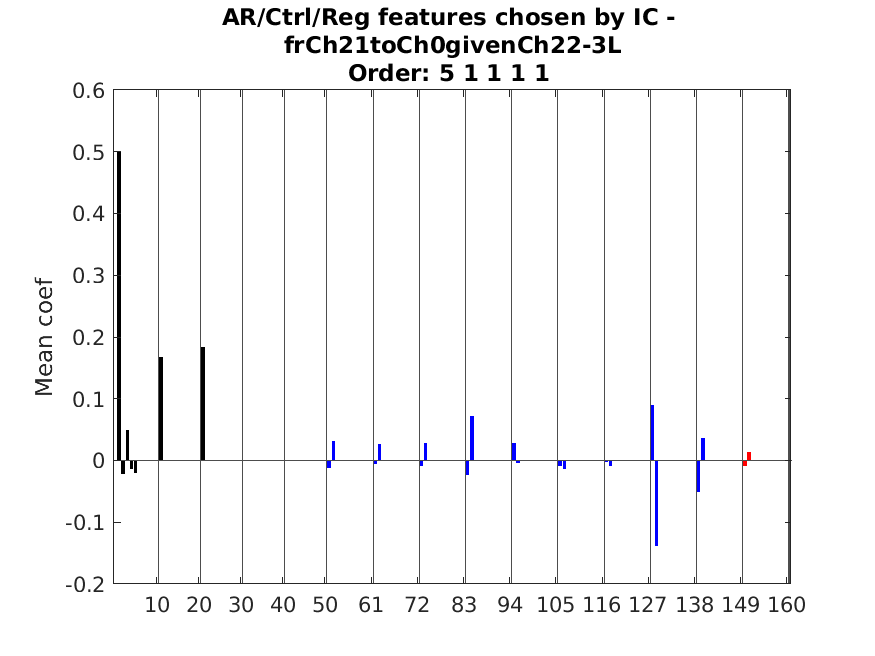 AR/Ctrl/Reg features chosen by IC -
frCh21toCh0givenCh22-3L
Order: 5 1 1 1 1
0.6
0.5
0.4
0.3
0.2
0.1
0
-0.1
-0.2
Mean coef
10 20 30 40 50 61 72 83 94 105 116 127 138 149 160